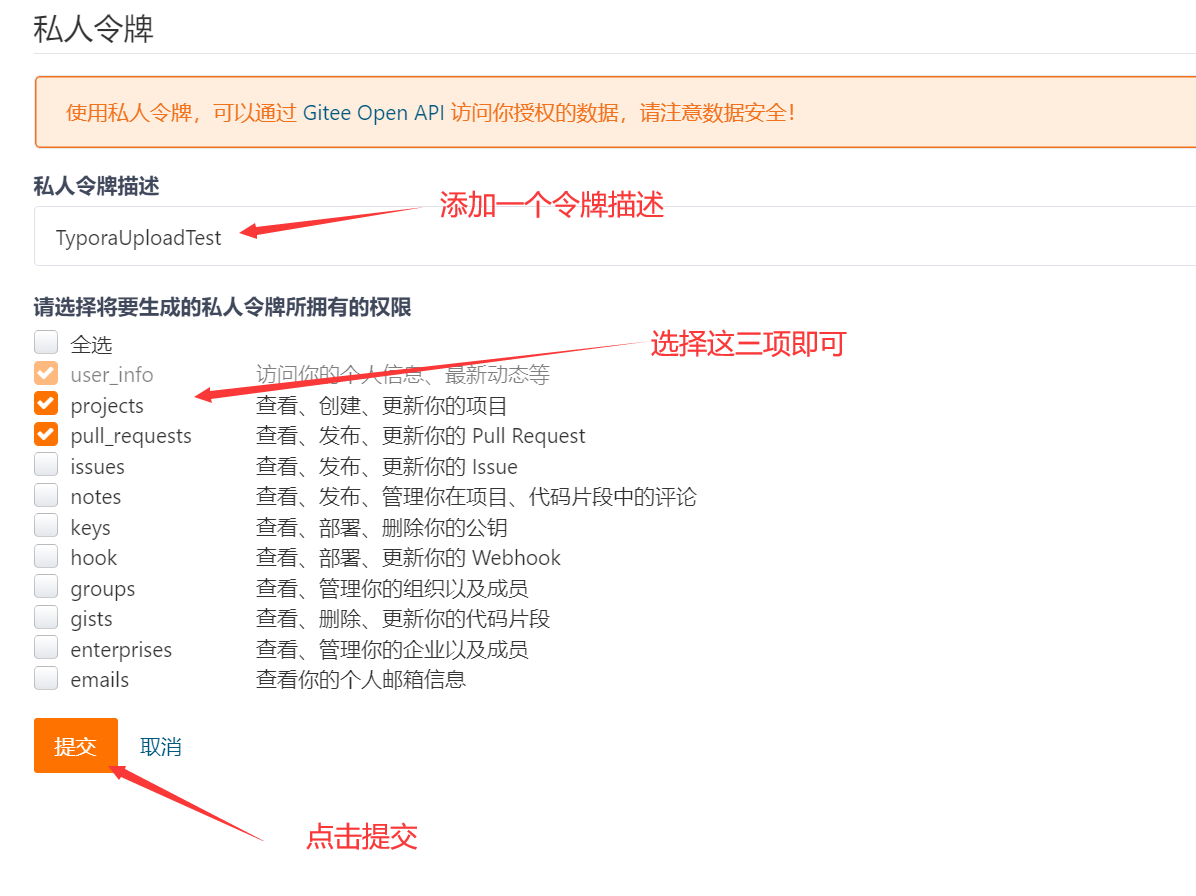 私人令牌
使用私人令牌，可以通过 Gitee Open API 访问你授权的数据，请注意数据安全！
私人令牌描述
添加一个令牌描述
TyporaUploadTest
请选择将要生成的私人令牌所拥有的权限
全选
选择这三项即可
user_info 访问你的个人信息、最新动态等
projects 查看、创建、更新你的项目
pull_requests 查看、发布、更新你的 Pull Request
issues 查看、发布、更新你的 Issue
notes 查看、发布、管理你在项目、代码片段中的评论
keys 查看、部署、删除你的公钥
hook 查看、部署、更新你的 Webhook
groups 查看、管理你的组织以及成员
gists 查看、删除、更新你的代码片段
enterprises 查看、管理你的企业以及成员
emails 查看你的个人邮箱信息
提交 取消
点击提交